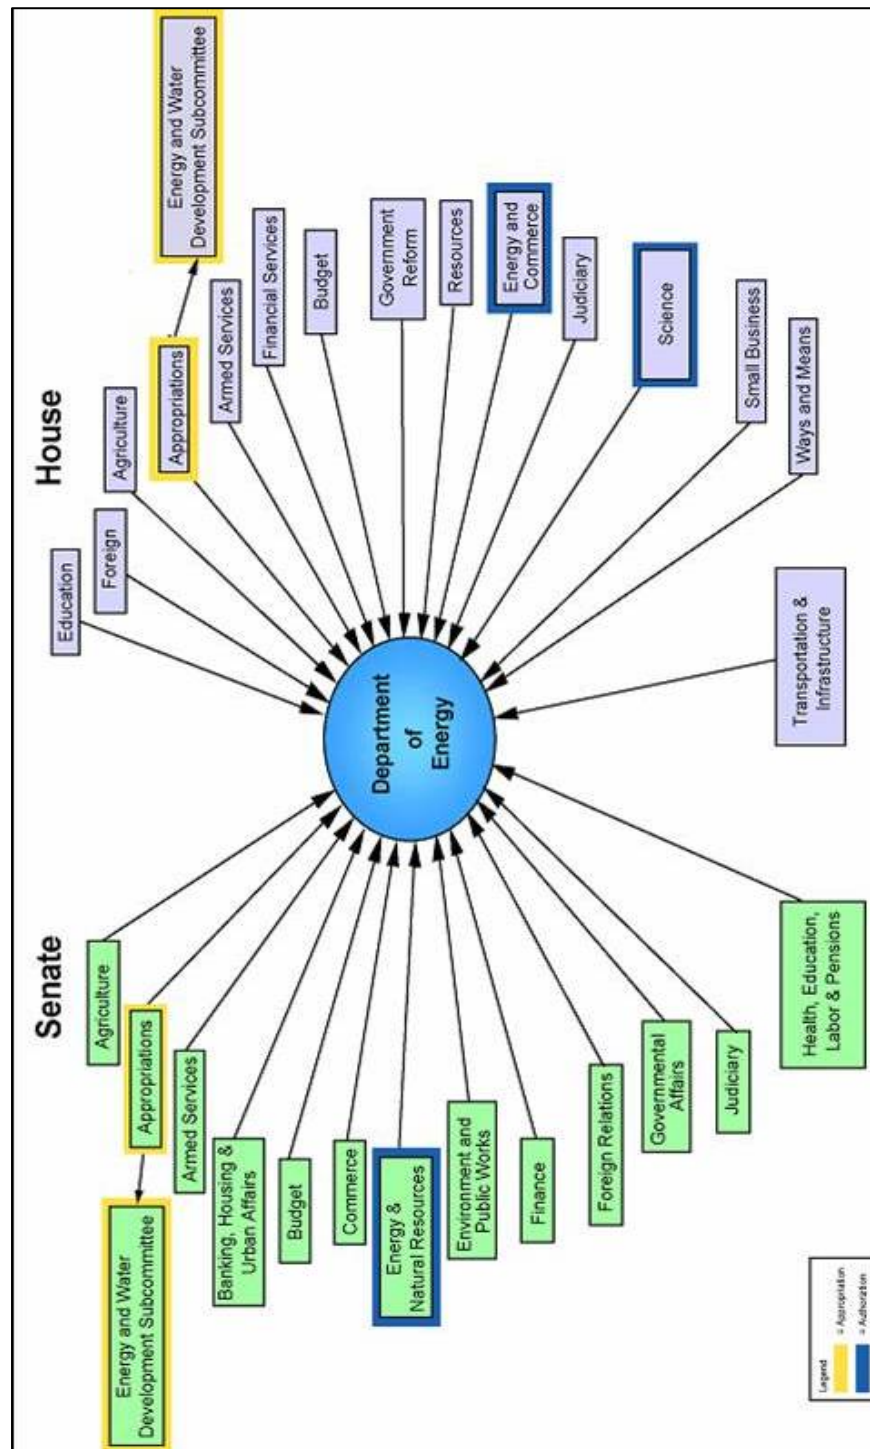 Senate
House
Energy and Water
Development Subcommittee
Appropriations
Agriculture
Armed Services
Banking, Housing &
Urban Affairs
Budget
Commerce
Energy &
Natural Resources
Environment and
Public Works
Finance
Foreign Relations
Governmental
Affairs
Judiciary
Health, Education,
Labor & Pensions
Department
of
Energy
Education
Foreign
Agriculture
Appropriations
Energy and Water
Development Subcommittee
Armed Services
Financial Services
Budget
Government
Reform
Resources
Energy and
Commerce
Judiciary
Science
Small Business
Ways and Means
Transportation &
Infrastructure
Legend
= Appropriation
= Authoration